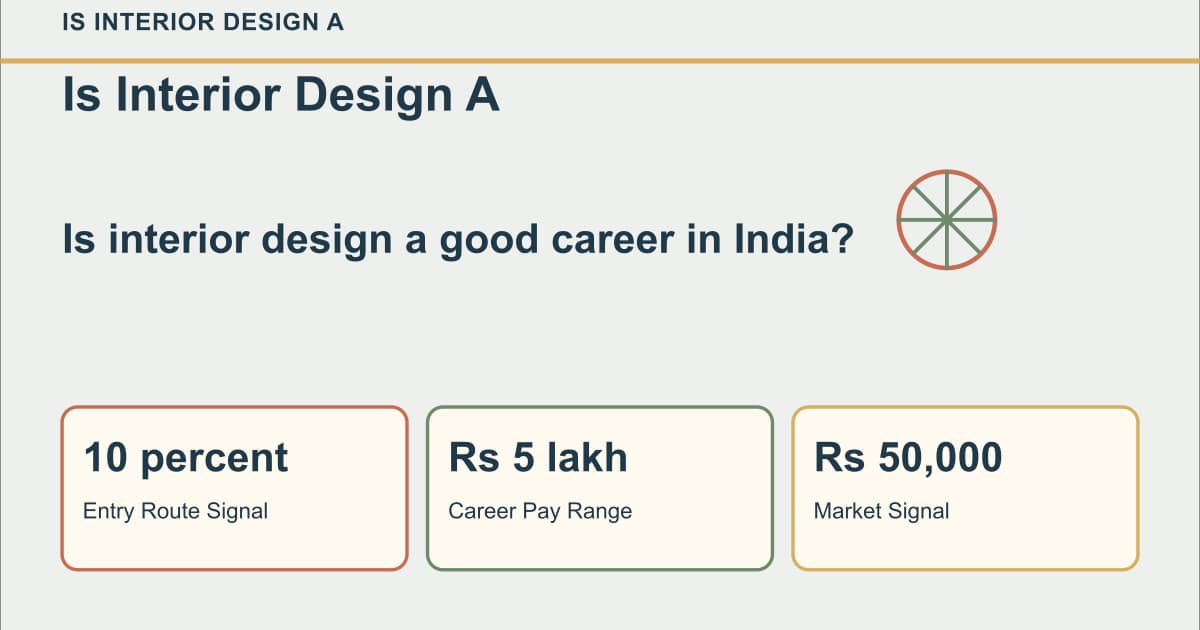 IS INTERIOR DESIGN A
Is Interior Design A
Is interior design a good career in India?
10 percent
Entry Route Signal
Rs 5 lakh
Career Pay Range
Rs 50,000
Market Signal